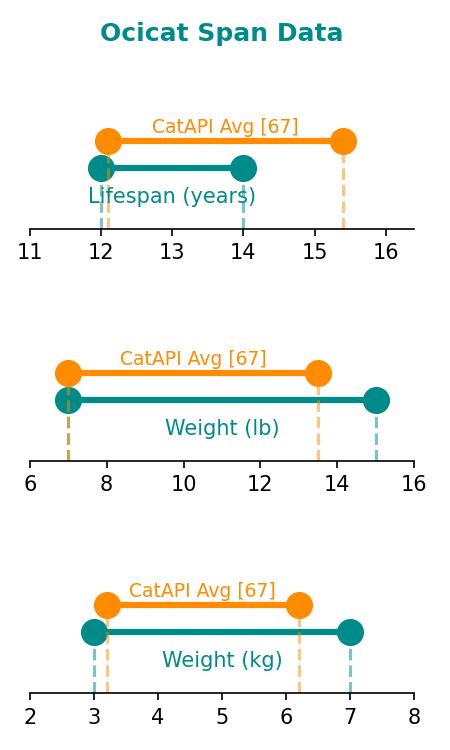 Ocicat Span Data
CatAPI Avg [67]
Lifespan (years)
11 12 13 14 15 16
CatAPI Avg [67]
Weight (lb)
6 8 10 12 14 16
CatAPI Avg [67]
Weight (kg)
2 3 4 5 6 7 8